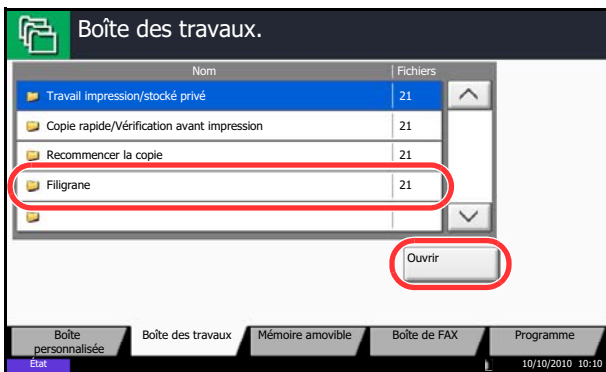 Boîte des travaux.
Nom Fichiers
Travail impression/stocké privé 21
Copie rapide/Vérification avant impression 21
Recommencer la copie 21
Filigrane 21
Ouvrir
Boîte personnalisée
Boîte des travaux
Mémoire amovible
Boîte de FAX
Programme
État 10/10/2010 10:10